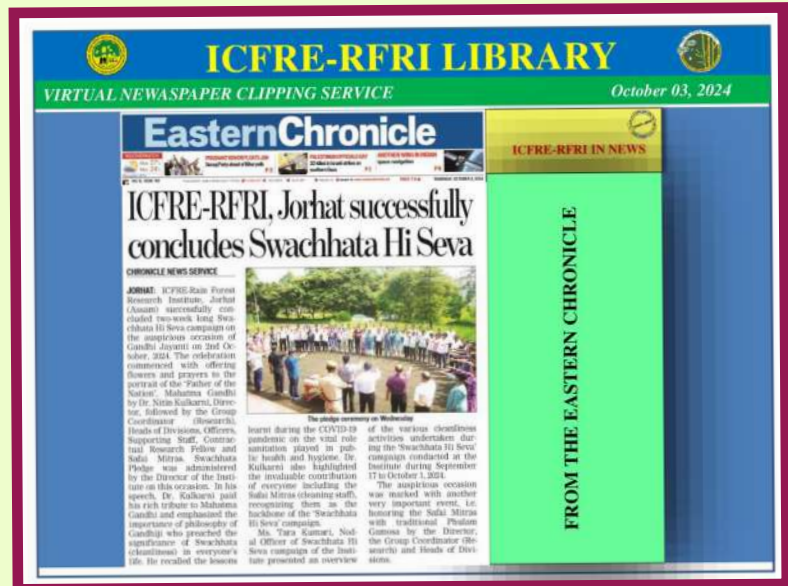 ICFRE-RFRI LIBRARY
VIRTUAL NEWASPAPER CLIPPING SERVICE
October 03, 2024
EasternChronicle
ICFRE-RFRI IN NEWS
FROM THE EASTERN CHRONICLE
ICFRE-RFRI, Jorhat successfully
concludes Swachhata Hi Seva
CHRONICLE NEWS SERVICE
JORHAT: ICFRE-Rain Forest
Research Institute, Jorhat
(Assam) successfully con-
cluded two-week long Swa-
chhata Hi Seva campaign on
the auspicious occasion of
Gandhi Jayanti on 2nd Oc-
tober, 2024. The celebration
commenced with offering
flowers and prayers to the
portrait of the 'Father of the
Nation', Mahatma Gandhi
by Dr. Nitin Kulkarni, Direc-
tor, followed by the Group
Coordinator (Research),
Heads of Divisions, Officers,
Supporting Staff, Contrac-
tual Research Fellow and
Safai Mitras. Swachhata
Pledge was administered
by the Director of the Insti-
tute on this occasion. In his
speech, Dr. Kulkarni paid
his rich tribute to Mahatma
Gandhi and emphasized the
importance of philosophy of
Gandhiji who preached the
significance of Swachhata
(cleanliness) in everyone's
life. He recalled the lessons
The pledge ceremony on Wednesday
learnt during the COVID-19
pandemic on the vital role
sanitation played in pub-
lic health and hygiene. Dr.
Kulkarni also highlighted
the invaluable contribution
of everyone including the
Safai Mitras (cleaning staff),
recognizing them as the
backbone of the 'Swachhata
Hi Seva' campaign.
Ms. Tara Kumari, Nod-
al Officer of Swachhata Hi
Seva campaign of the Insti-
tute presented an overview
of the various cleanliness
activities undertaken dur-
ing the 'Swachhata Hi Seva'
campaign conducted at the
Institute during September
17 to October 1, 2024.
The auspicious occasion
was marked with another
very important event, i.e.
honoring the Safai Mitras
with traditional Phulam
Gamosa by the Director,
the Group Coordinator (Re-
search) and Heads of Divi-
sions.